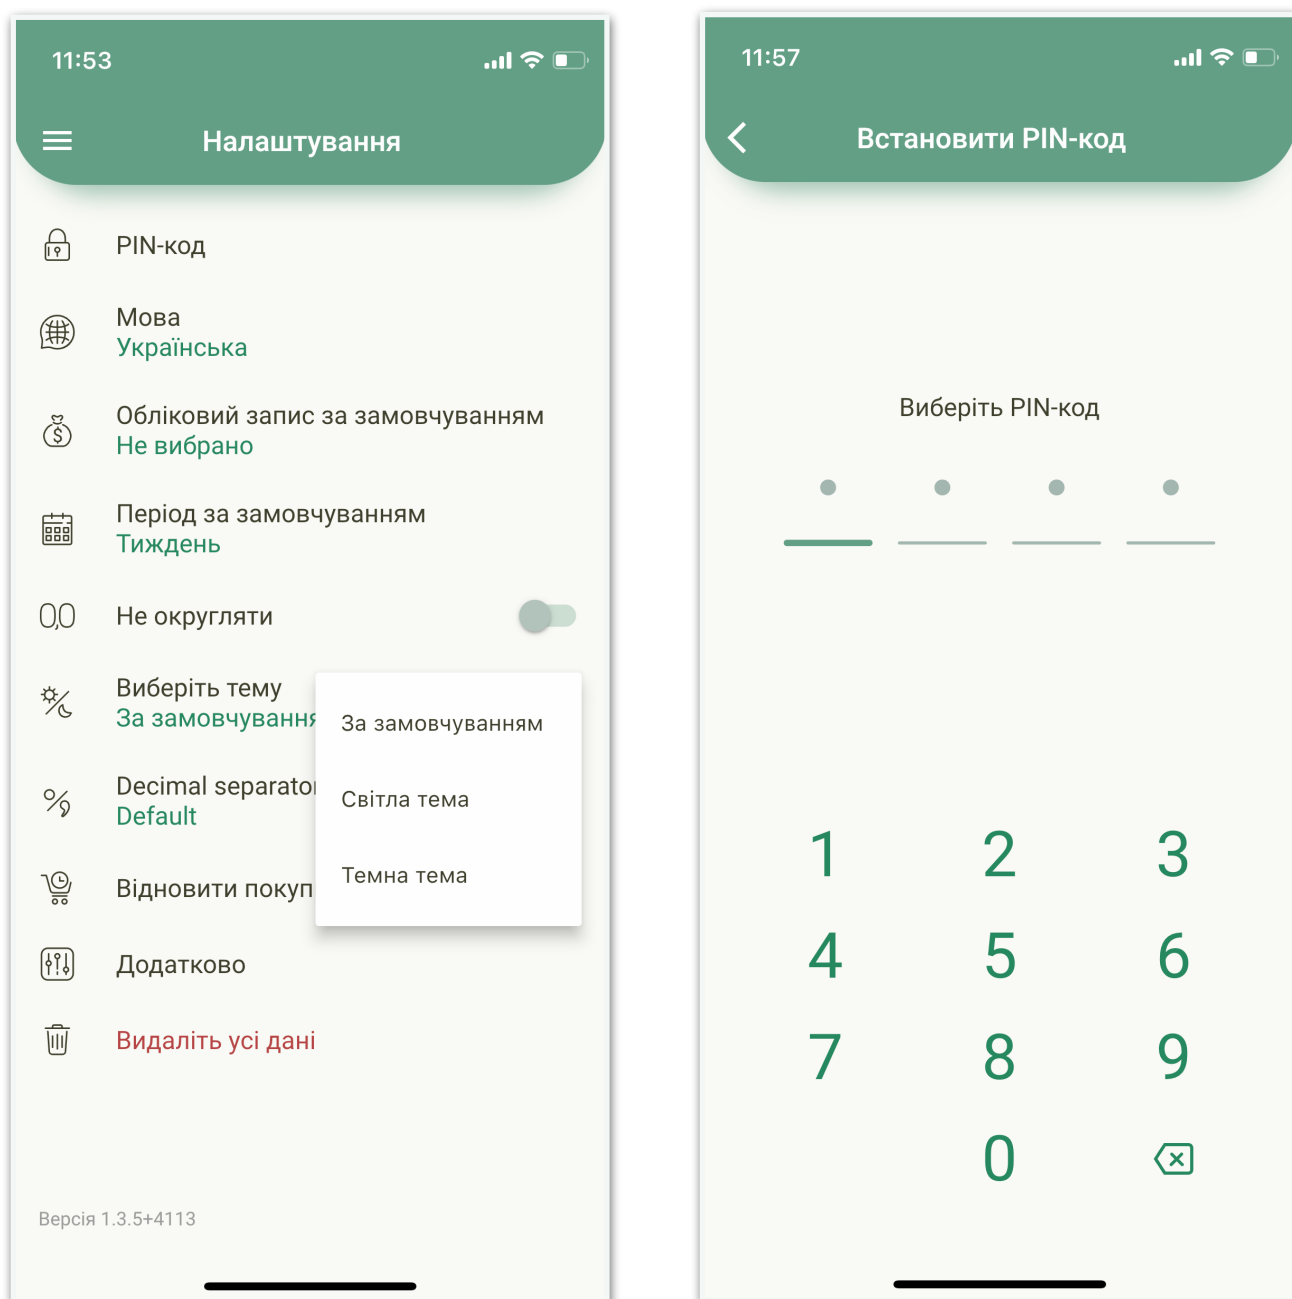 11:53
Налаштування
PIN-код
Мова
Українська
Обліковий запис за замовчуванням
Не вибрано
Період за замовчуванням
Тиждень
0,0 Не округляти
Виберіть тему
За замовчування
Decimal separator
Default
Відновити покуп
За замовчуванням
Світла тема
Темна тема
Додатково
Видаліть усі дані
Версія 1.3.5+4113
11:57
Встановити PIN-код
Виберіть PIN-код
1 2 3
4 5 6
7 8 9
0